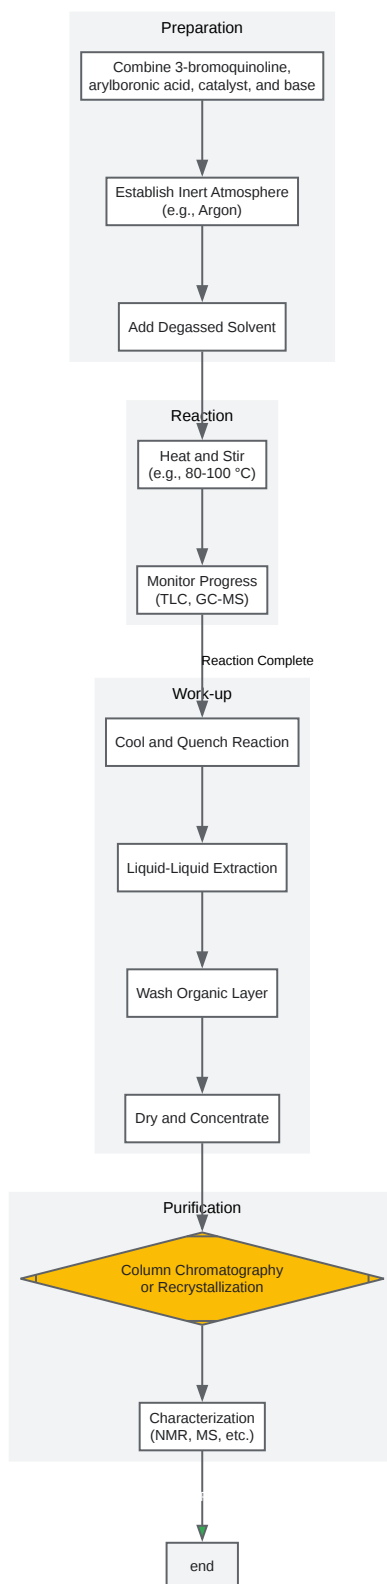 Preparation
Combine 3-bromoquinoline,
arylboronic acid, catalyst, and base
Establish Inert Atmosphere
(e.g., Argon)
Add Degassed Solvent
Reaction
Heat and Stir
(e.g., 80-100 °C)
Monitor Progress
(TLC, GC-MS)
Reaction Complete
Work-up
Cool and Quench Reaction
Liquid-Liquid Extraction
Wash Organic Layer
Dry and Concentrate
Purification
Column Chromatography
or Recrystallization
Characterization
(NMR, MS, etc.)
end